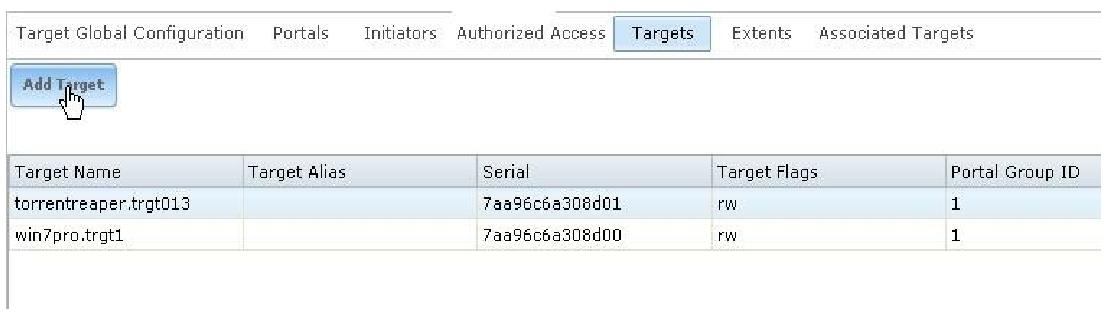 Target Global Configuration Portals Initiators Authorized Access Targets Extents Associated Targets
Add Target
Target Name Target Alias Serial Target Flags Portal Group ID
torrentreaper.trgt013 7aa96c6a308d01 rw 1
win7pro.trgt1 7aa96c6a308d00 rw 1